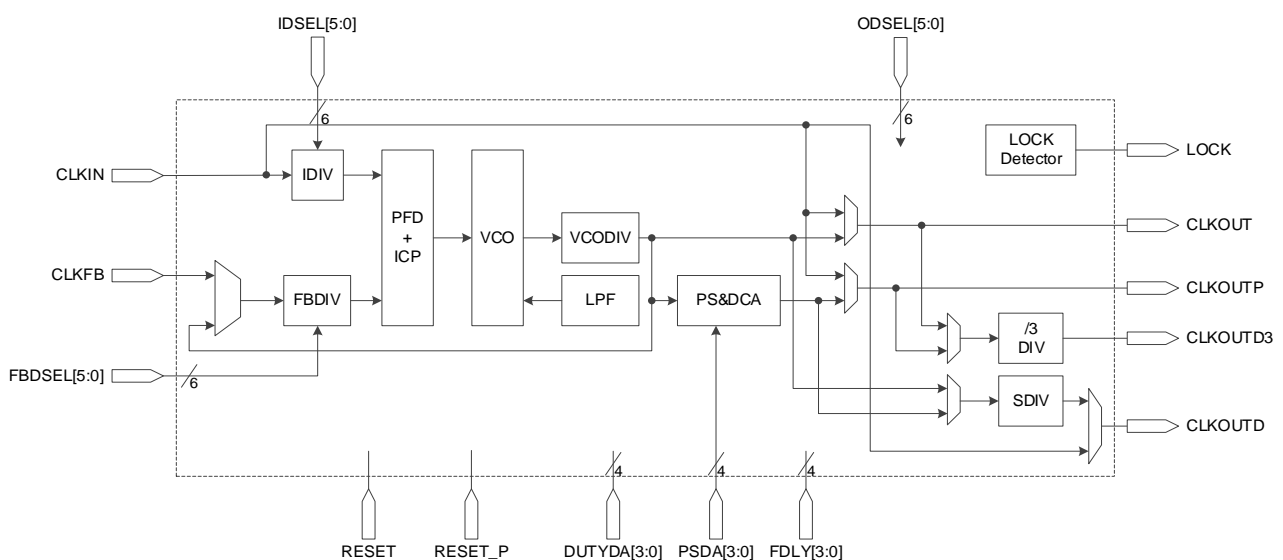 IDSEL[5:0]
ODSEL[5:0]
6
6
LOCK
Detector
LOCK
CLKIN
IDIV
PFD
+
ICP
VCO
VCODIV
CLKOUT
CLKFB
FBDIV
LPF
PS&DCA
CLKOUTP
/3
DIV
CLKOUTD3
FBDSEL[5:0]
6
SDIV
CLKOUTD
4
4
4
RESET
RESET_P
DUTYDA[3:0]
PSDA[3:0]
FDLY[3:0]